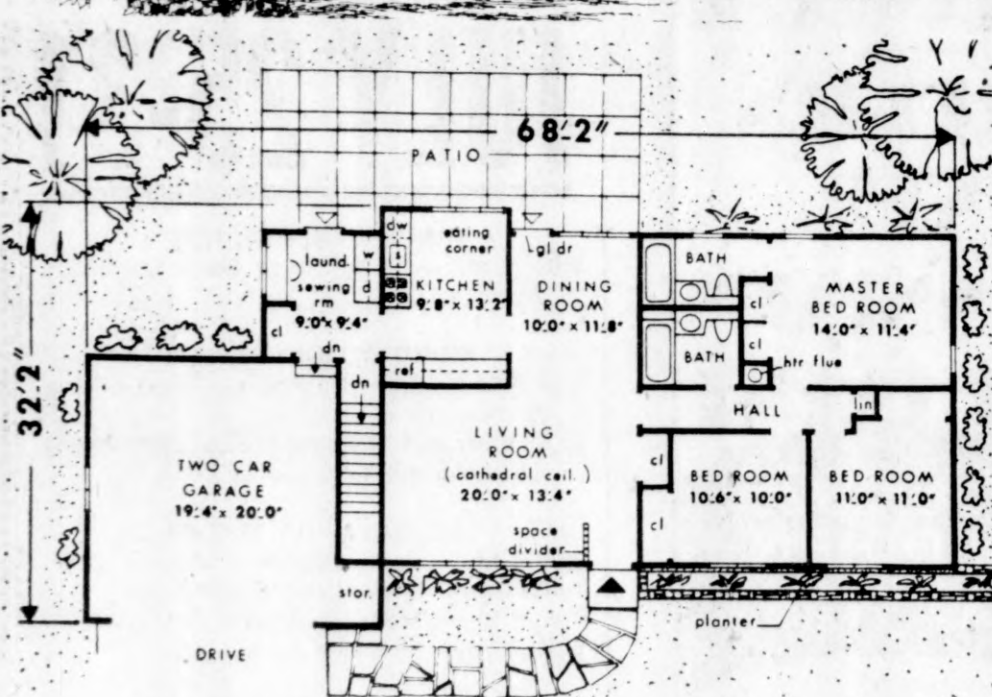 68'-2"
PATIO
32'-2"
dw
s
eating
corner
KITCHEN
9'.8" x 13'.2"
gl dr
DINING
ROOM
10'.0" x 11'.8"
laund.
sewing
rm
9'.0" x 9'.4"
w
d
cl
dn
dn
ref
BATH
BATH
cl
cl
htr flue
MASTER
BED ROOM
14'.0" x 11'.4"
HALL
lin
LIVING
ROOM
(cathedral ceil.)
20'.0" x 13'.4"
space
divider
TWO CAR
GARAGE
19'.4" x 20'.0"
stor.
cl
cl
BED ROOM
10'.6" x 10'.0"
BED ROOM
11'.0" x 11'.0"
planter
DRIVE